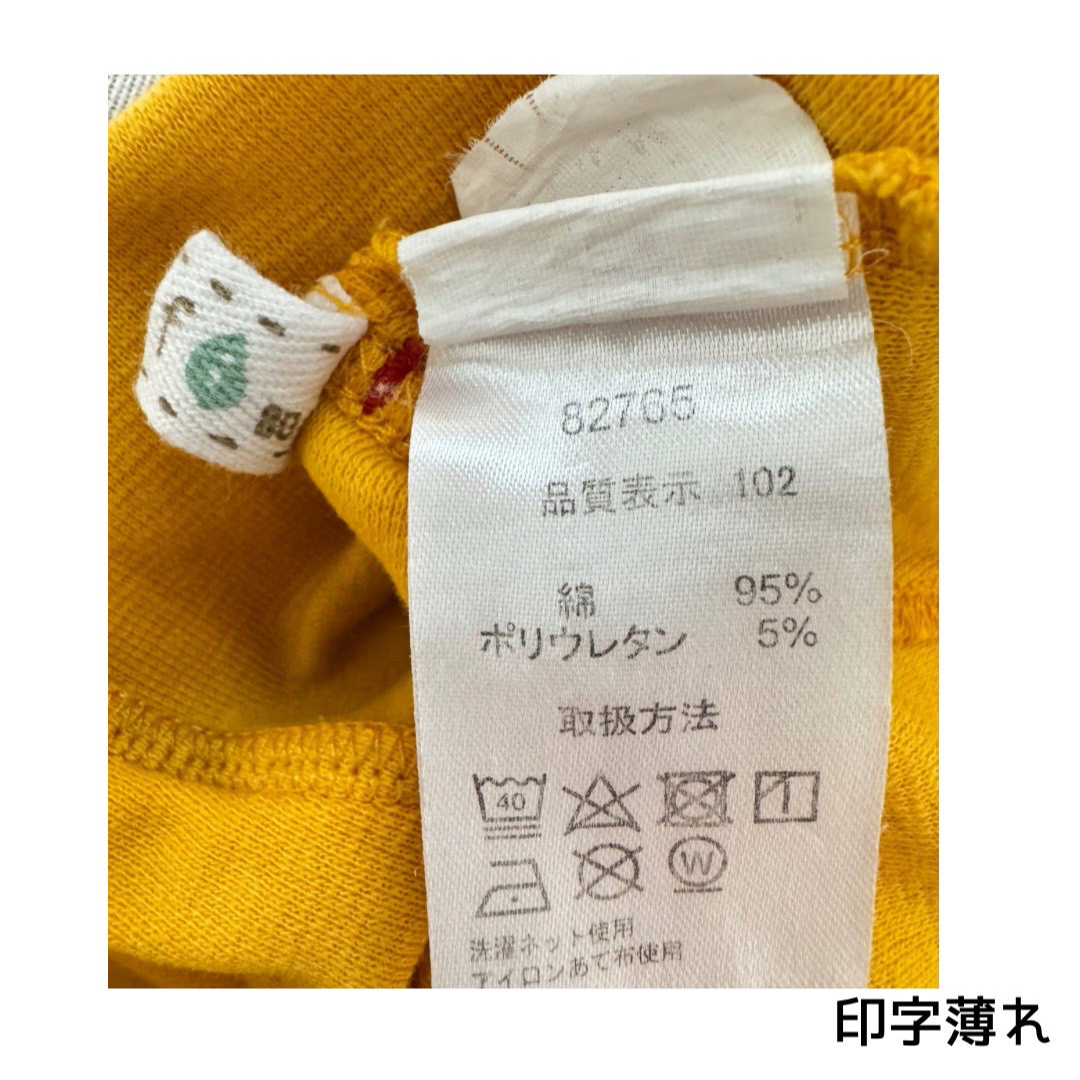 82765
品質表示 102
綿 95%
ポリウレタン 5%
取扱方法
40
W
洗濯ネット使用
アイロンあて布使用
印字薄れ